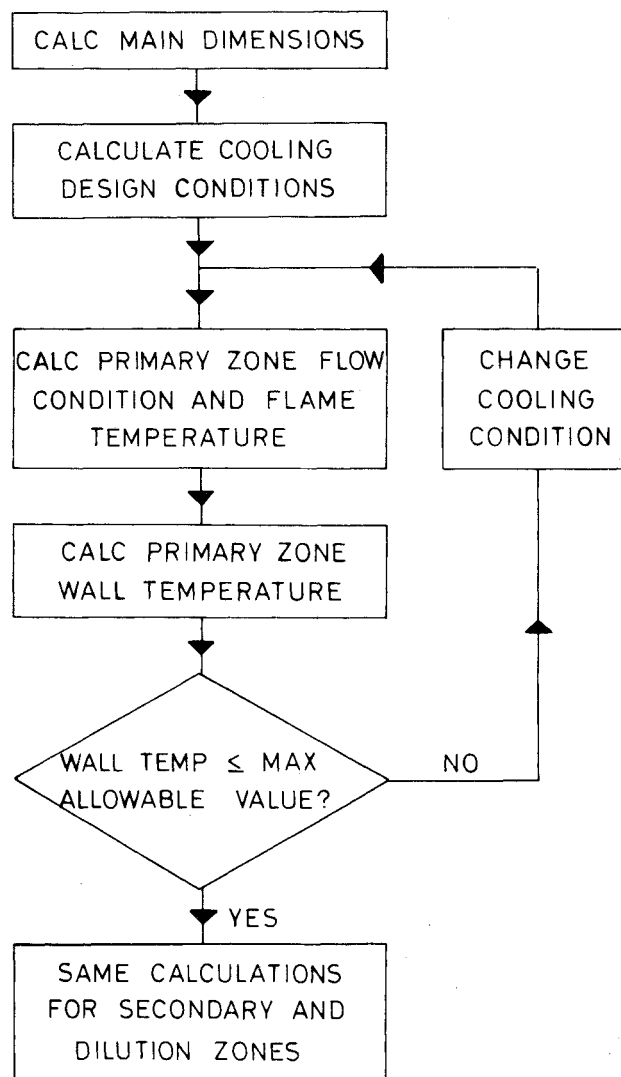 CALC MAIN DIMENSIONS
CALCULATE COOLING
DESIGN CONDITIONS
CALC PRIMARY ZONE FLOW
CONDITION AND FLAME
TEMPERATURE
CHANGE
COOLING
CONDITION
CALC PRIMARY ZONE
WALL TEMPERATURE
WALL TEMP ≤ MAX
ALLOWABLE VALUE?
NO
YES
SAME CALCULATIONS
FOR SECONDARY AND
DILUTION ZONES